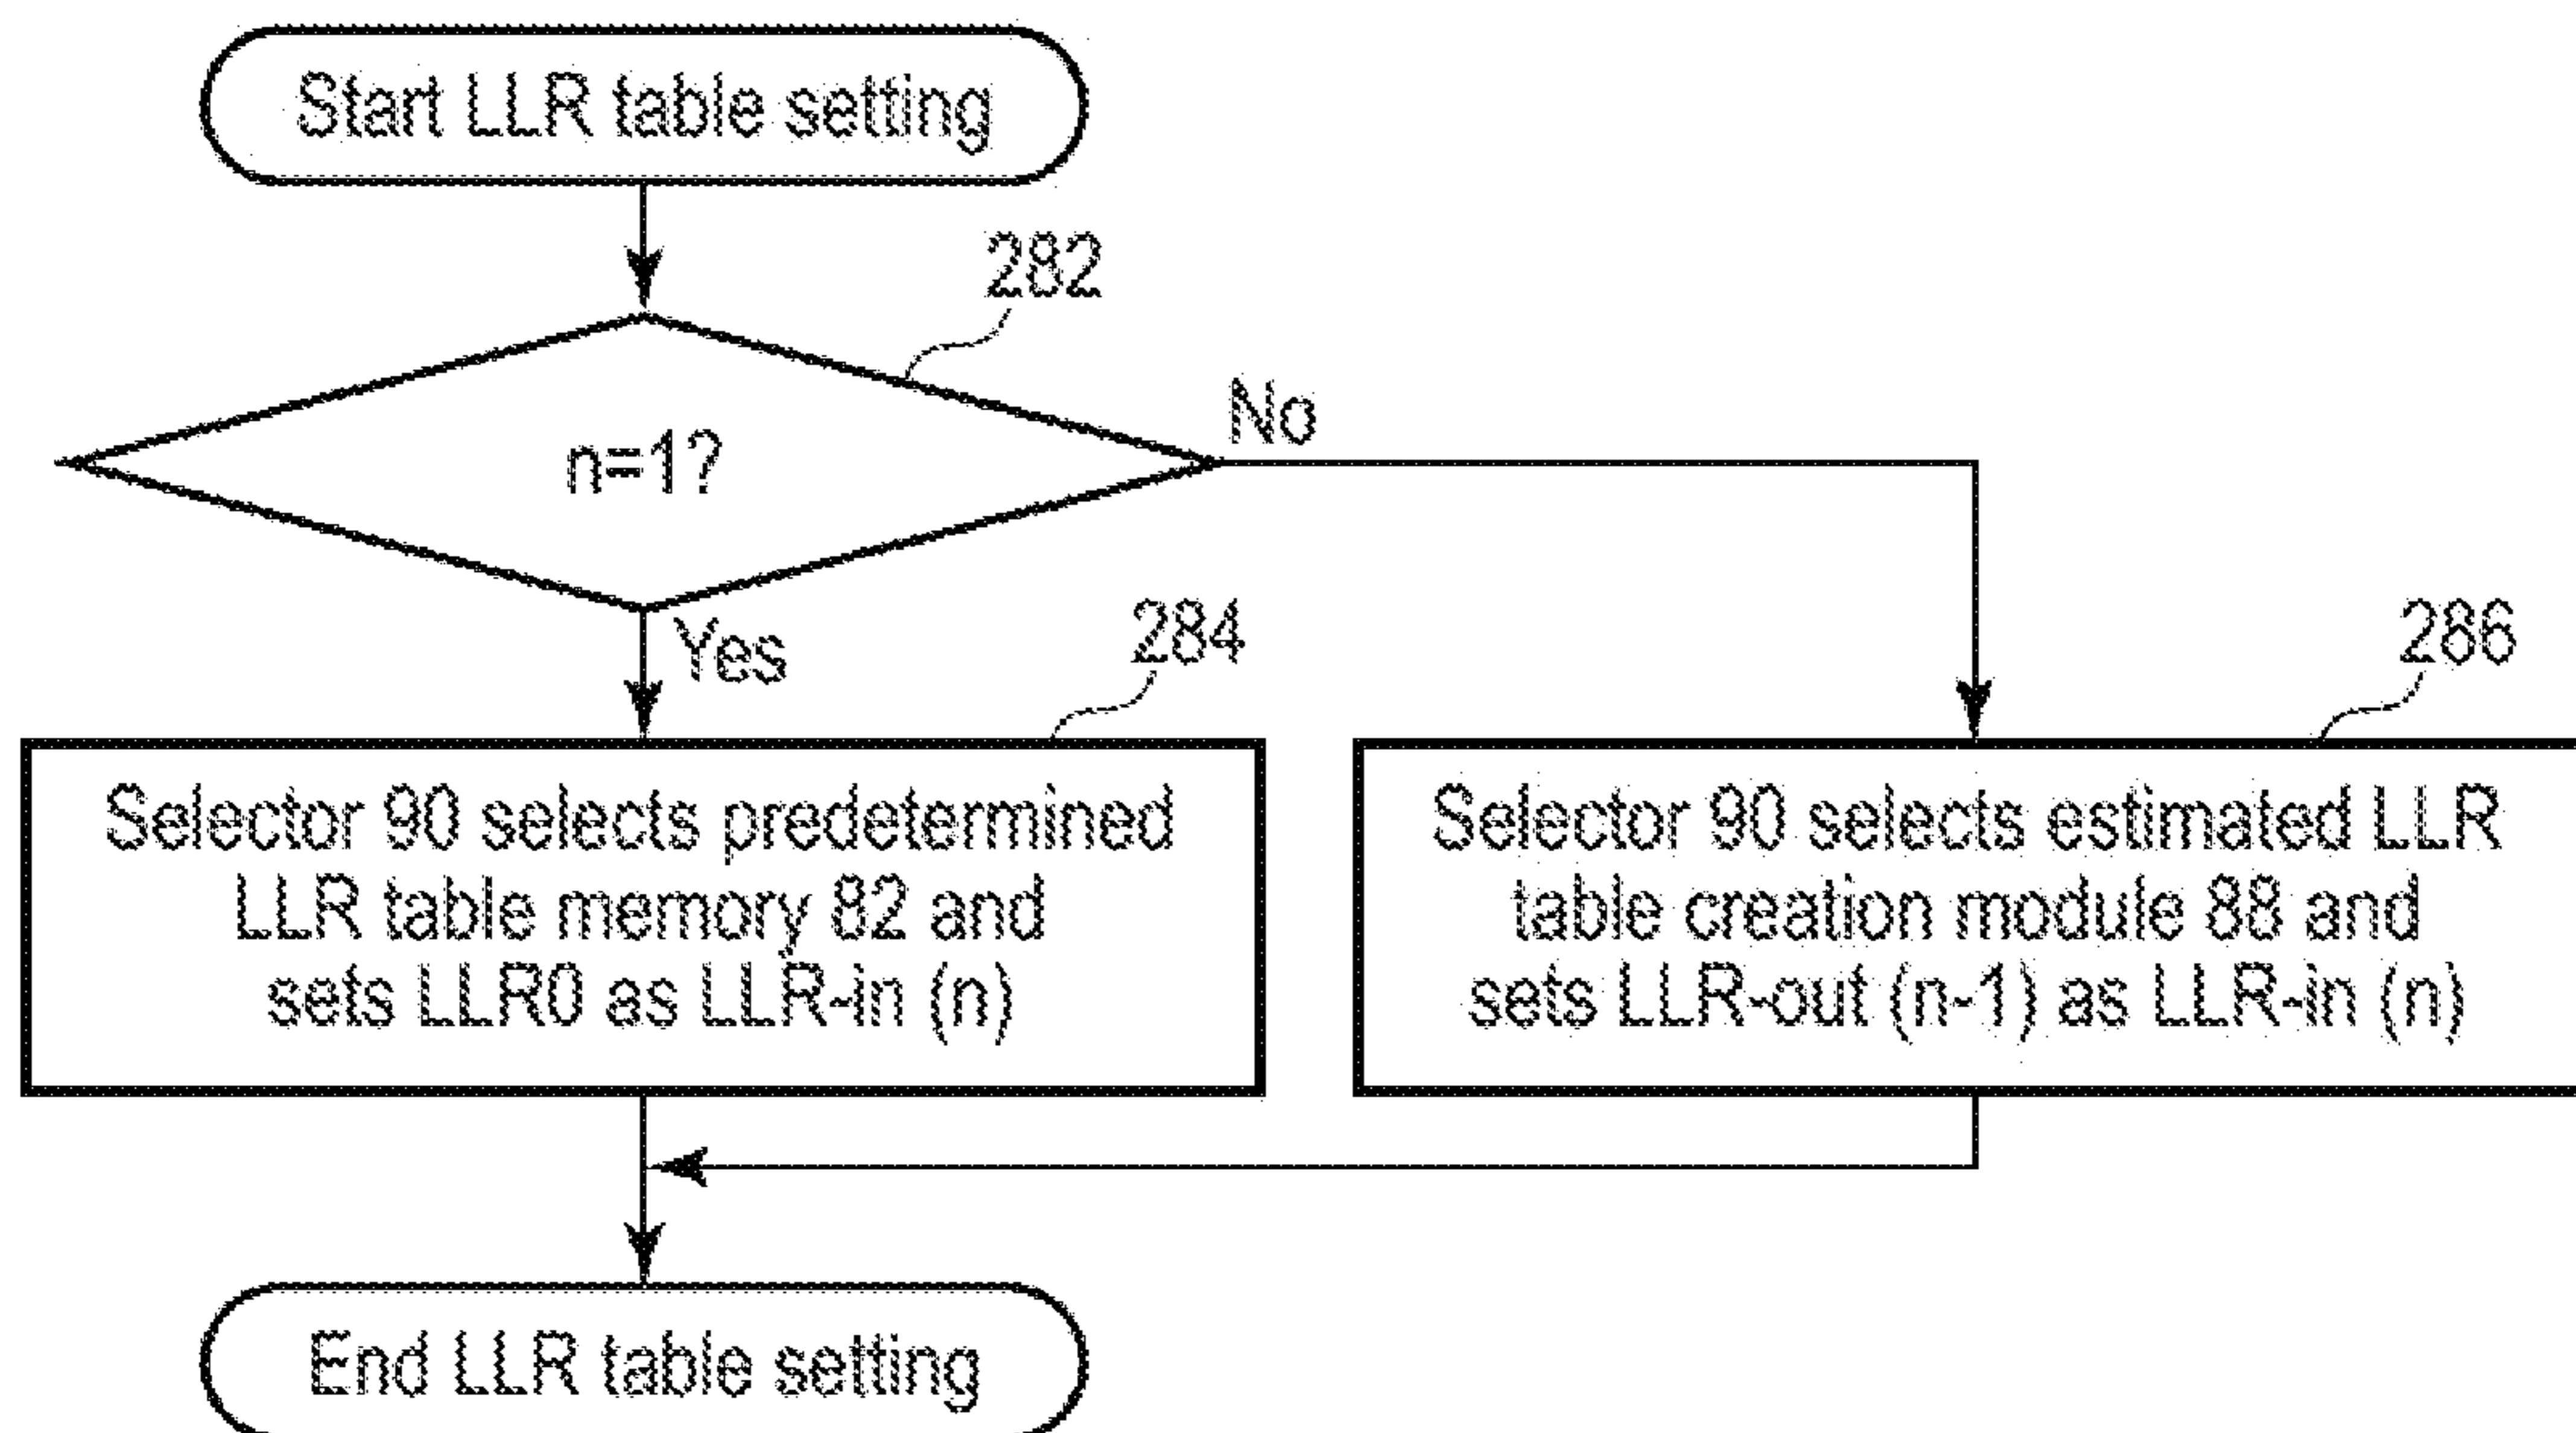 Start LLR table setting
282
n=1?
No
Yes
284
286
Selector 90 selects predetermined
LLR table memory 82 and
sets LLR0 as LLR-in (n)
Selector 90 selects estimated LLR
table creation module 88 and
sets LLR-out (n-1) as LLR-in (n)
End LLR table setting